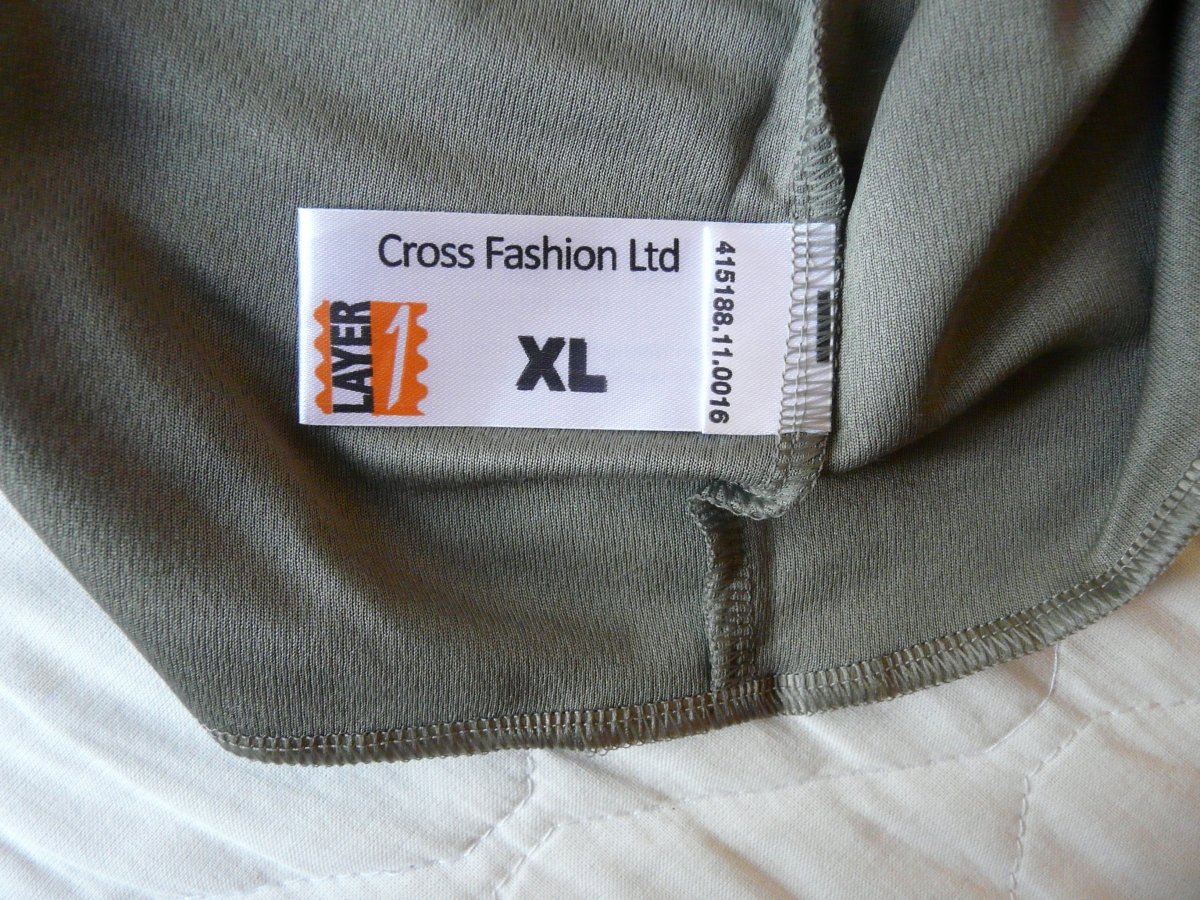 Cross Fashion Ltd
LAYER
1
XL
415188.11.0016